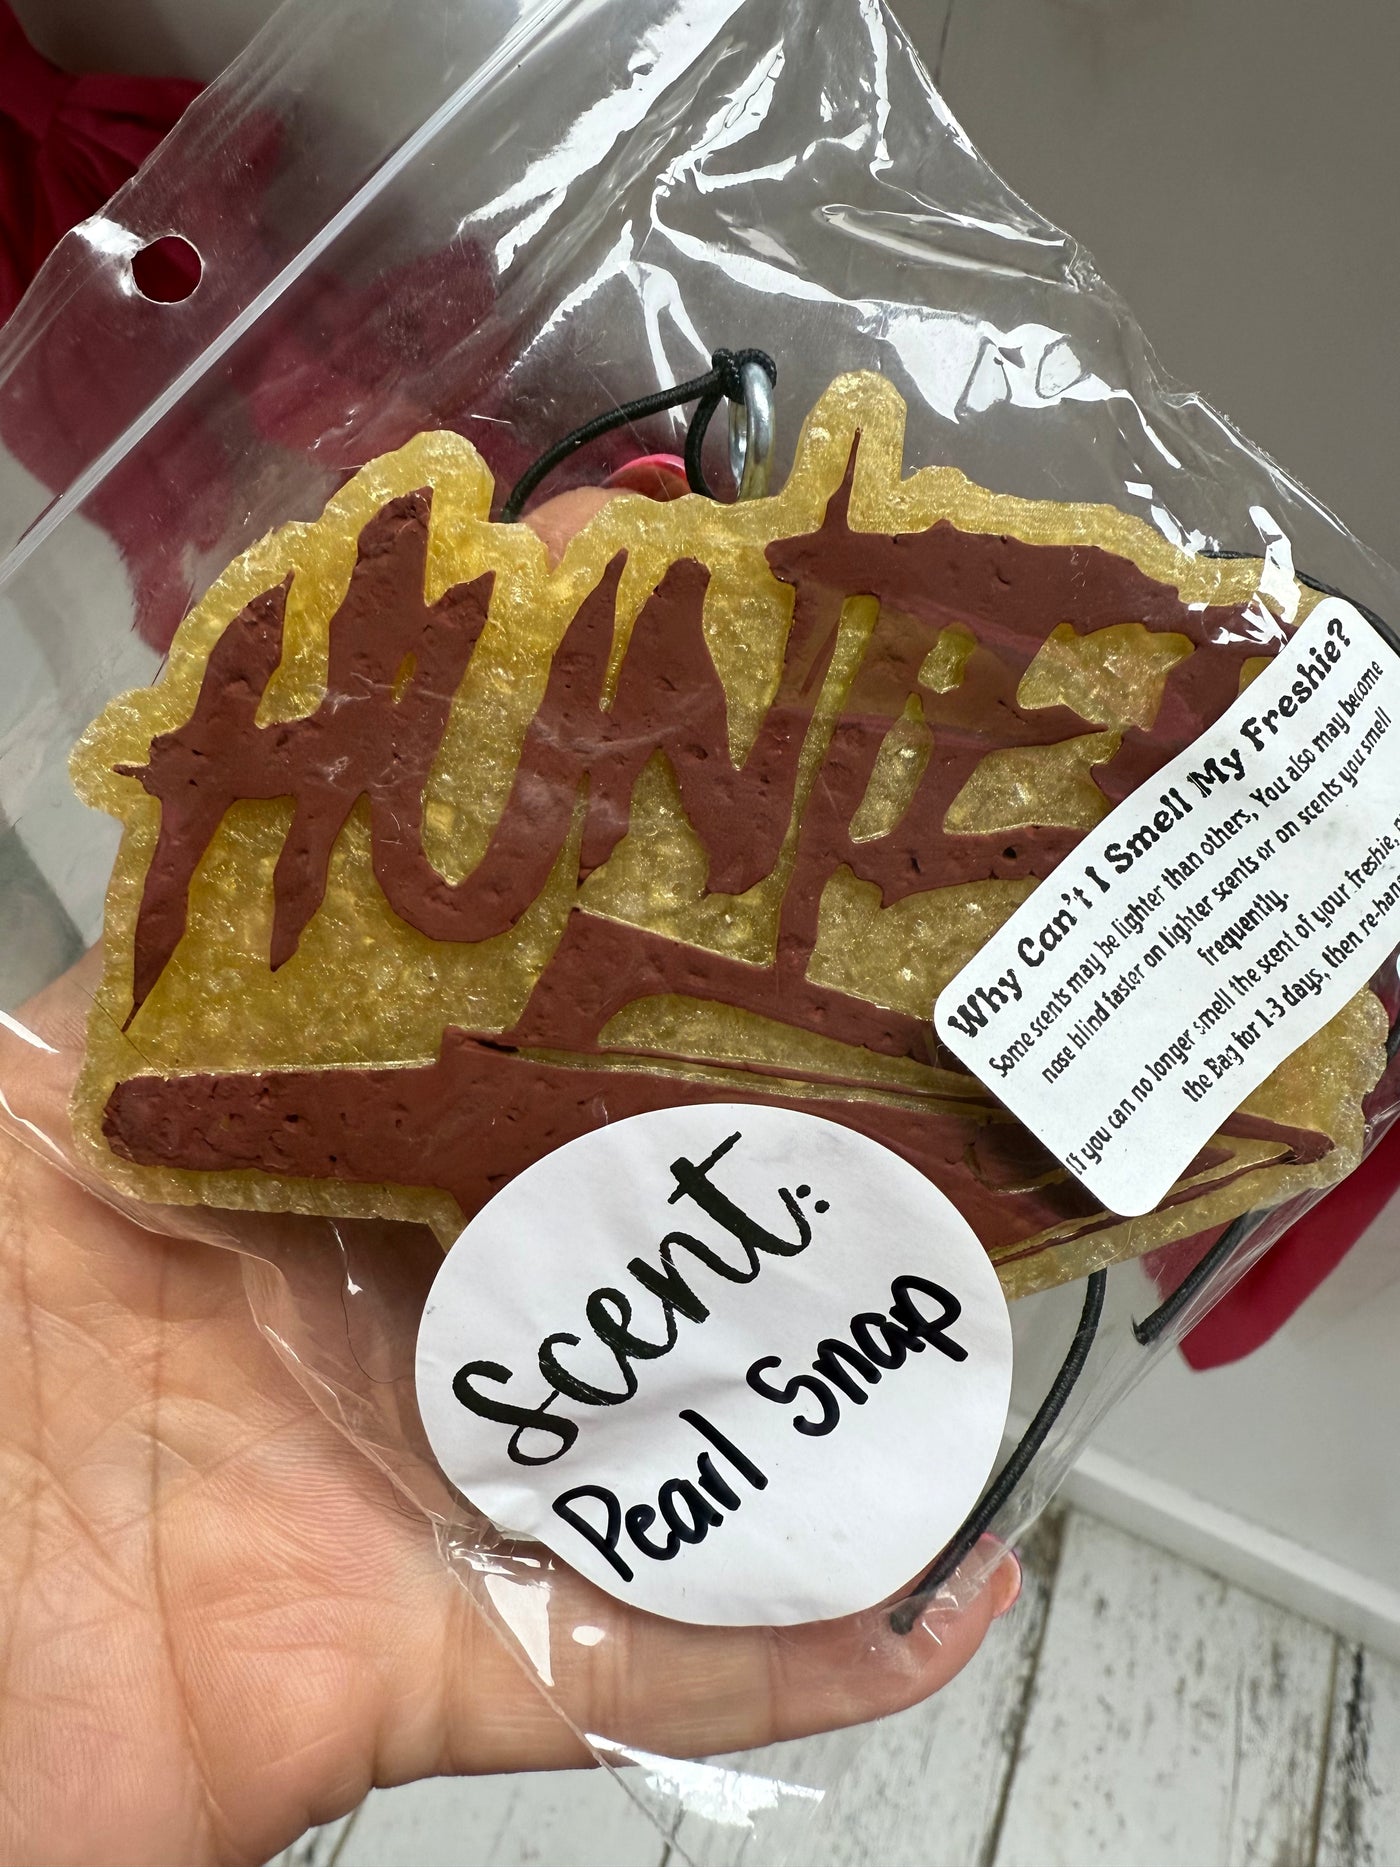 HUNTER
Why Can't I Smell My Freshie?
Some scents may be lighter than others, You also may become
nose blind faster on lighter scents or on scents you smell
frequently.
If you can no longer smell the scent of your freshie,
the Bag for 1-3 days, then re-hang
Scent:
Pearl Snap